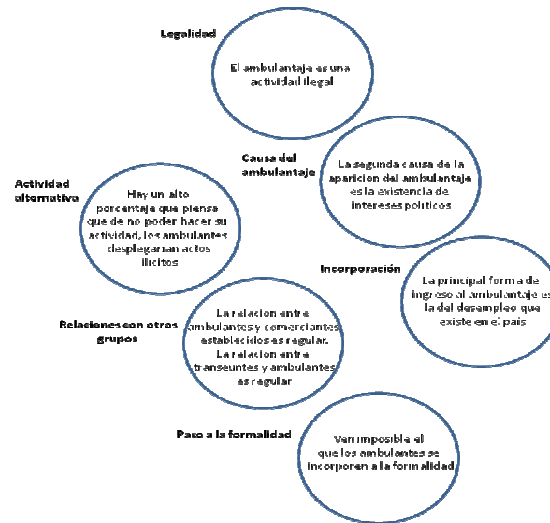 Legalidad
El ambulantaje es una
actividad ilegal
Causa del
ambulantaje
La segunda causa de la
aparicion del ambulantaje
es la existencia de
intereses politicos
Actividad
alternativa
Hay un alto
porcentaje que piensa
que de no poder hacer su
actividad, los ambulantes
desplegarian actos
ilicitos
Incorporación
La principal forma de
ingreso al ambulantaje es
la del desempleo que
existe en el país
Relaciones con otros
grupos
La relacion entre
ambulantes y comerciantes
establecidos es regular.
La relacion entre
transeuntes y ambulantes
es regular
Paso a la formalidad
Ven imposible el
que los ambulantes se
incorporen a la formalidad